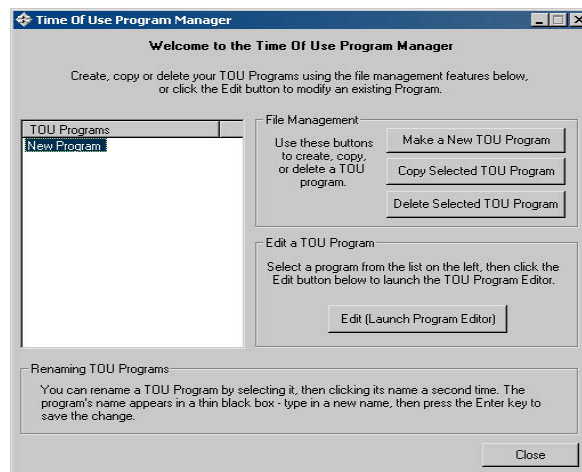 Time Of Use Program Manager
Welcome to the Time Of Use Program Manager
Create, copy or delete your TOU Programs using the file management features below,
or click the Edit button to modify an existing Program.
TOU Programs
New Program
File Management
Use these buttons
to create, copy,
or delete a TOU
program.
Make a New TOU Program
Copy Selected TOU Program
Delete Selected TOU Program
Edit a TOU Program
Select a program from the list on the left, then click the
Edit button below to launch the TOU Program Editor.
Edit (Launch Program Editor)
Renaming TOU Programs
You can rename a TOU Program by selecting it, then clicking its name a second time. The
program's name appears in a thin black box - type in a new name, then press the Enter key to
save the change.
Close